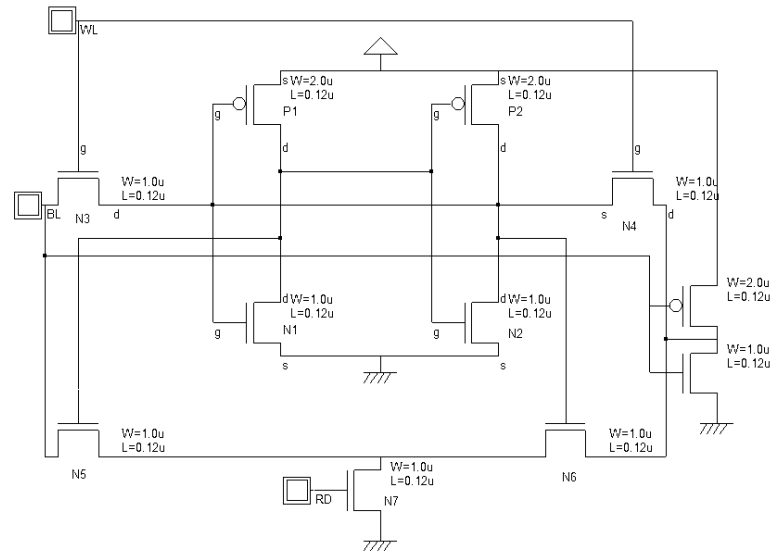 WL
s W=2.0u
L=0.12u
g P1
d
s W=2.0u
L=0.12u
g P2
d
g
W=1.0u
L=0.12u
BL N3 d
g
W=1.0u
L=0.12u
s N4 d
d W=1.0u
L=0.12u
g N1
s
d W=1.0u
L=0.12u
g N2
s
W=2.0u
L=0.12u
W=1.0u
L=0.12u
W=1.0u
L=0.12u
N5
W=1.0u
L=0.12u
N6
W=1.0u
L=0.12u
RD N7